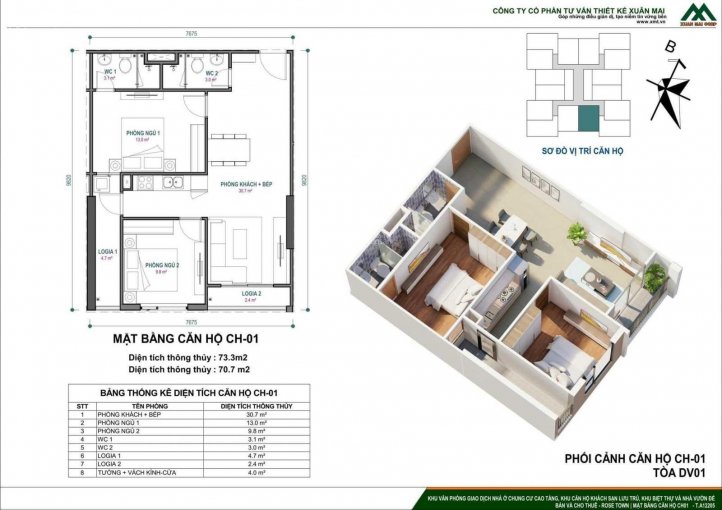 CÔNG TY CỔ PHẦN TƯ VẤN THIẾT KẾ XUÂN MAI
Góp những điều giản dị, tạo niềm tin vững bền
www.xmt.vn
XUAN MAI CORP
7675
WC 1
3.1 m²
WC 2
3.0 m²
PHÒNG NGỦ 1
13.0 m²
PHÒNG KHÁCH + BẾP
30.7 m²
9820
9820
LOGIA 1
4.7 m²
PHÒNG NGỦ 2
9.8 m²
LOGIA 2
2.4 m²
7675
B
SƠ ĐỒ VỊ TRÍ CĂN HỘ
MẶT BẰNG CĂN HỘ CH-01
Diện tích thông thủy : 73.3m2
Diện tích thông thủy : 70.7 m2
BẢNG THỐNG KÊ DIỆN TÍCH CĂN HỘ CH-01
STT TÊN PHÒNG DIỆN TÍCH THÔNG THỦY
1 PHÒNG KHÁCH + BẾP 30.7 m²
2 PHÒNG NGỦ 1 13.0 m²
3 PHÒNG NGỦ 2 9.8 m²
4 WC 1 3.1 m²
5 WC 2 3.0 m²
6 LOGIA 1 4.7 m²
7 LOGIA 2 2.4 m²
8 TƯỜNG + VÁCH KÍNH-CỬA 4.0 m²
PHỐI CẢNH CĂN HỘ CH-01
TÒA DV01
KHU VĂN PHÒNG GIAO DỊCH NHÀ Ở CHUNG CƯ CAO TẦNG, KHU CĂN HỘ KHÁCH SẠN LƯU TRÚ, KHU BIỆT THỰ VÀ NHÀ VƯỜN ĐỂ
BÁN VÀ CHO THUÊ - ROSE TOWN | MẶT BẰNG CĂN HỘ CH01 - T.A12205